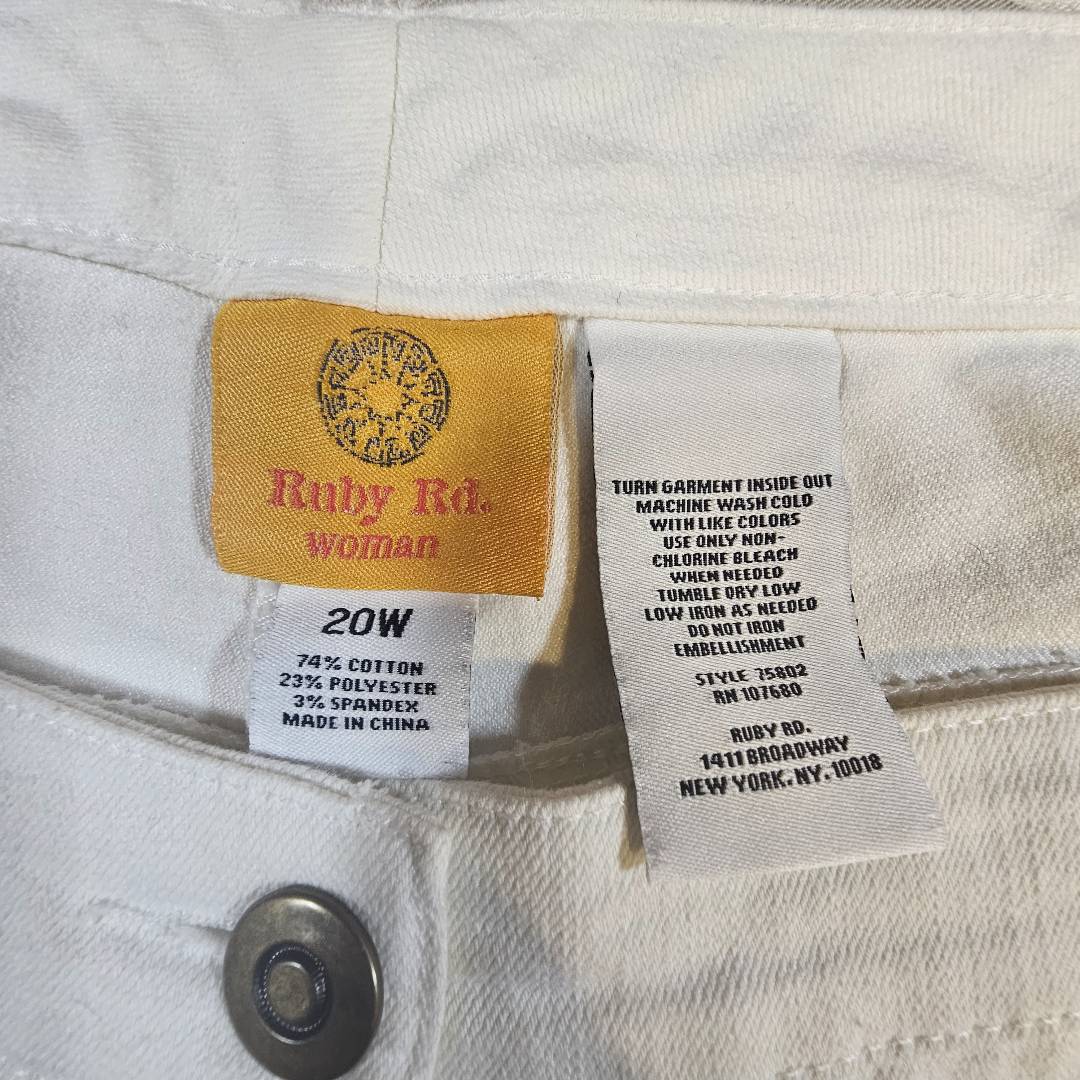 Ruby Rd.
woman
20W
74% COTTON
23% POLYESTER
3% SPANDEX
MADE IN CHINA
TURN GARMENT INSIDE OUT
MACHINE WASH COLD
WITH LIKE COLORS
USE ONLY NON-
CHLORINE BLEACH
WHEN NEEDED
TUMBLE DRY LOW
LOW IRON AS NEEDED
DO NOT IRON
EMBELLISHMENT
STYLE 75802
RN 107680
RUBY RD.
1411 BROADWAY
NEW YORK, NY, 10018